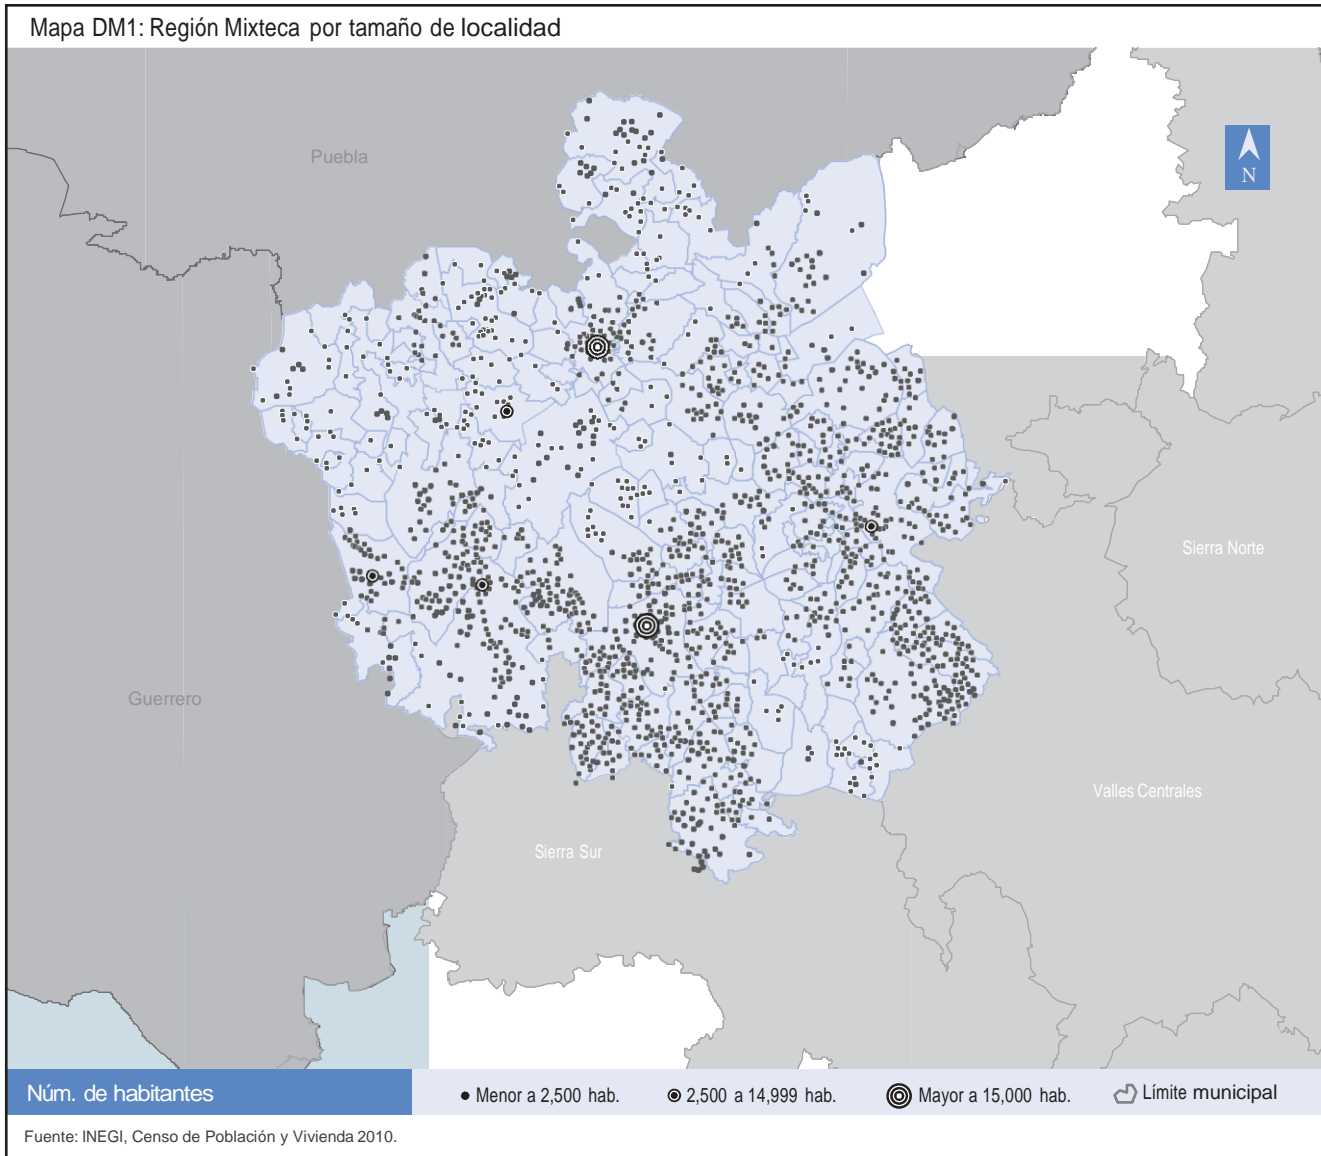 Mapa DM1: Región Mixteca por tamaño de localidad
Puebla
N
Sierra Norte
Guerrero
Valles Centrales
Sierra Sur
Núm. de habitantes
Menor a 2,500 hab.
2,500 a 14,999 hab.
Mayor a 15,000 hab.
Límite municipal
Fuente: INEGI, Censo de Población y Vivienda 2010.